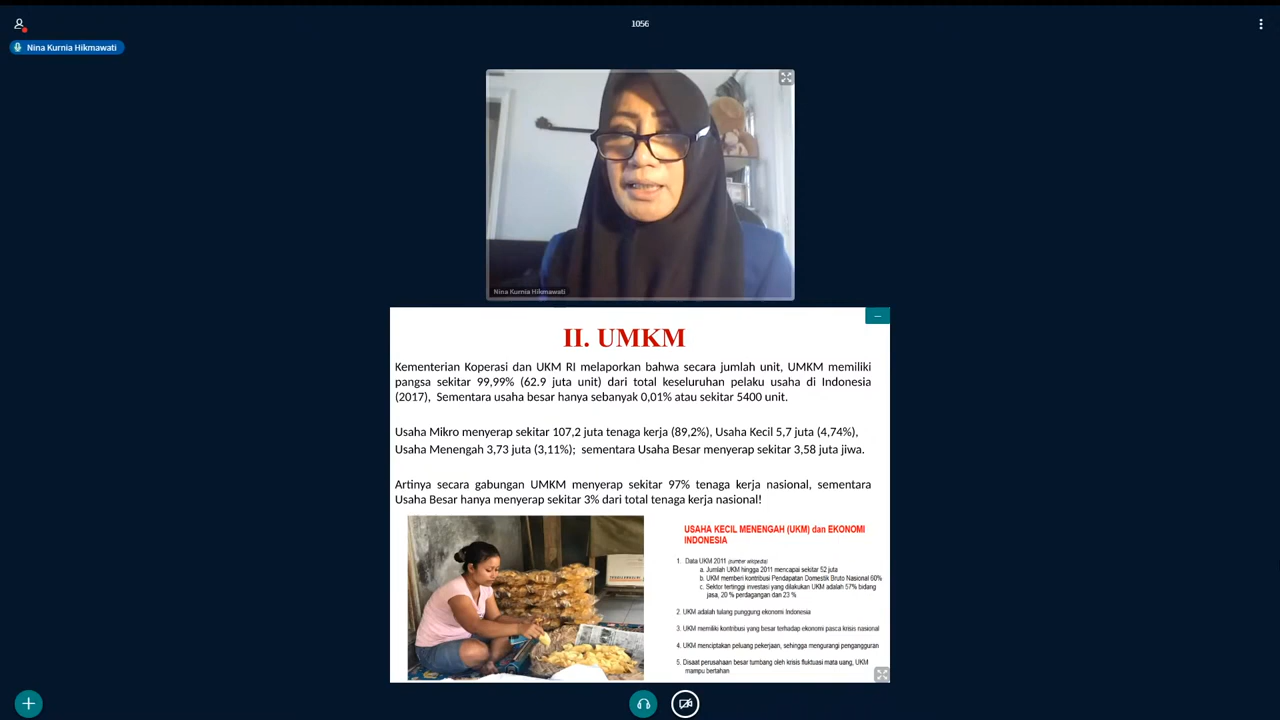 1056
Nina Kurnia Hikmawati
Nina Kurnia Hikmawati
II. UMKM
Kementerian Koperasi dan UKM RI melaporkan bahwa secara jumlah unit, UMKM memiliki
pangsa sekitar 99,99% (62.9 juta unit) dari total keseluruhan pelaku usaha di Indonesia
(2017), Sementara usaha besar hanya sebanyak 0,01% atau sekitar 5400 unit.
Usaha Mikro menyerap sekitar 107,2 juta tenaga kerja (89,2%), Usaha Kecil 5,7 juta (4,74%),
Usaha Menengah 3,73 juta (3,11%); sementara Usaha Besar menyerap sekitar 3,58 juta jiwa.
Artinya secara gabungan UMKM menyerap sekitar 97% tenaga kerja nasional, sementara
Usaha Besar hanya menyerap sekitar 3% dari total tenaga kerja nasional!
USAHA KECIL MENENGAH (UKM) dan EKONOMI
INDONESIA
1. Data UKM 2011 (sumber wikipedia)
a. Jumlah UKM hingga 2011 mencapai sekitar 52 juta
b. UKM memberi kontribusi Pendapatan Domestik Bruto Nasional 60%
c. Sektor tertinggi investasi yang dilakukan UKM adalah 57% bidang
jasa, 20 % perdagangan dan 23 %
2. UKM adalah tulang punggung ekonomi Indonesia
3. UKM memiliki kontribusi yang besar terhadap ekonomi pasca krisis nasional
4. UKM menciptakan peluang pekerjaan, sehingga mengurangi pengangguran
5. Disaat perusahaan besar tumbang oleh krisis fluktuasi mata uang, UKM
mampu bertahan